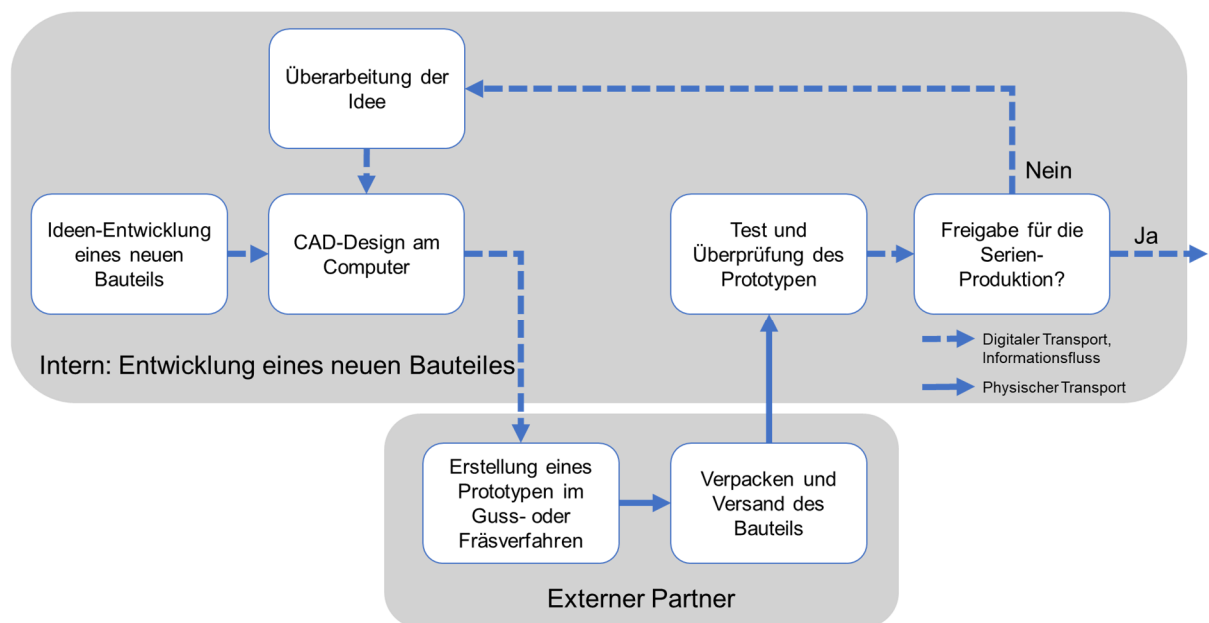 Überarbeitung der
Idee
Nein
Ideen-Entwicklung
eines neuen
Bauteils
CAD-Design am
Computer
Test und
Überprüfung des
Prototypen
Freigabe für die
Serien-
Produktion?
Ja
Intern: Entwicklung eines neuen Bauteiles
Digitaler Transport,
Informationsfluss
Physischer Transport
Erstellung eines
Prototypen im
Guss- oder
Fräsverfahren
Verpacken und
Versand des
Bauteils
Externer Partner